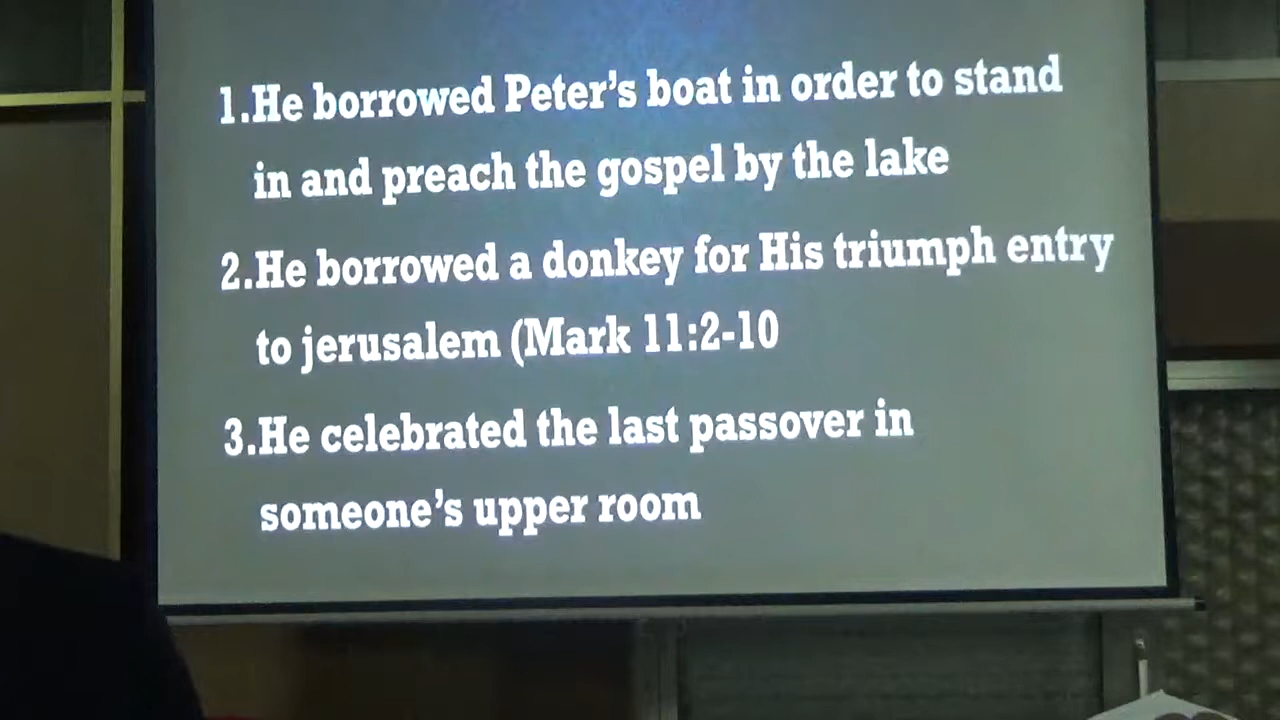 1.He borrowed Peter's boat in order to stand
in and preach the gospel by the lake
2.He borrowed a donkey for His triumph entry
to jerusalem (Mark 11:2-10
3.He celebrated the last passover in
someone's upper room